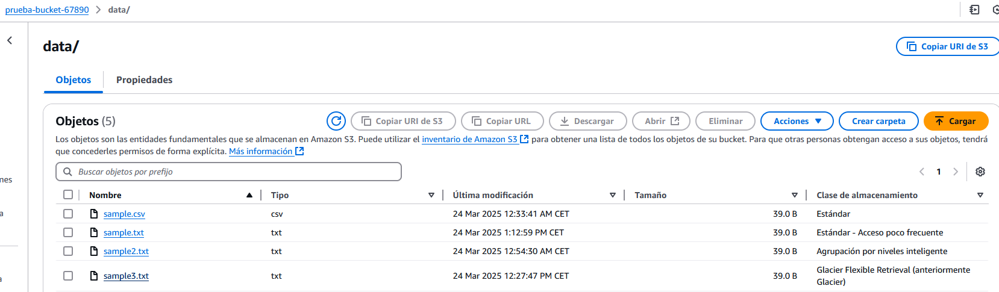 prueba-bucket-67890 > data/
data/
Copiar URI de S3
Objetos Propiedades
Objetos (5) Copiar URI de S3 Copiar URL Descargar Abrir Eliminar Acciones Crear carpeta Cargar
Los objetos son las entidades fundamentales que se almacenan en Amazon S3. Puede utilizar el inventario de Amazon S3 para obtener una lista de todos los objetos de su bucket. Para que otras personas obtengan acceso a sus objetos, tendrá
que concederles permisos de forma explícita. Más información
Buscar objetos por prefijo
1
nes
Nombre Tipo Última modificación Tamaño Clase de almacenamiento
a
sample.csv csv 24 Mar 2025 12:33:41 AM CET 39.0 B Estándar
sample.txt txt 24 Mar 2025 1:12:59 PM CET 39.0 B Estándar - Acceso poco frecuente
sample2.txt txt 24 Mar 2025 12:54:30 AM CET 39.0 B Agrupación por niveles inteligente
sample3.txt txt 24 Mar 2025 12:27:47 PM CET 39.0 B Glacier Flexible Retrieval (anteriormente
Glacier)
a